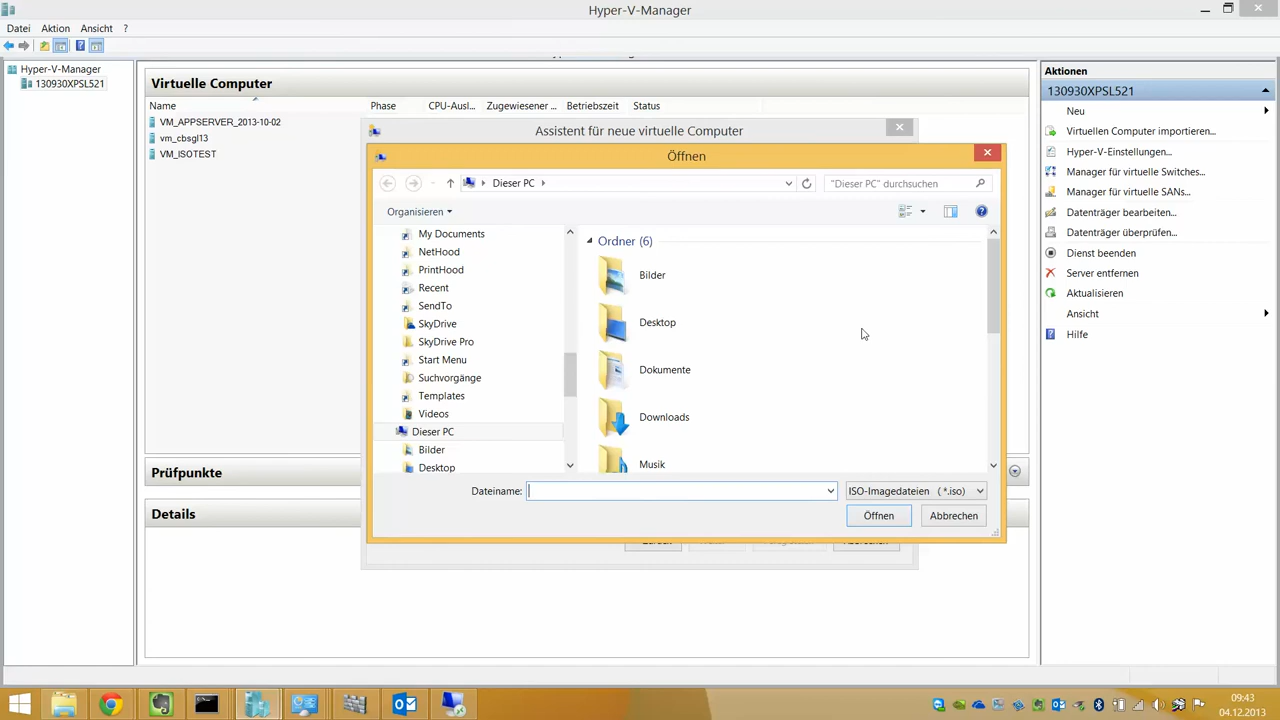 Hyper-V-Manager
Datei Aktion Ansicht ?
Hyper-V-Manager
130930XPSL521
Virtuelle Computer
Name Phase CPU-Ausl... Zugewiesener ... Betriebszeit Status
VM_APPSERVER_2013-10-02
vm_cbsgl13
VM_ISOTEST
Assistent für neue virtuelle Computer
Öffnen
Dieser PC
"Dieser PC" durchsuchen
Organisieren
My Documents
NetHood
PrintHood
Recent
SendTo
SkyDrive
SkyDrive Pro
Start Menu
Suchvorgänge
Templates
Videos
Dieser PC
Bilder
Desktop
Ordner (6)
Bilder
Desktop
Dokumente
Downloads
Musik
Dateiname:
ISO-Imagedateien (*.iso)
Öffnen Abbrechen
Prüfpunkte
Details
Aktionen
130930XPSL521
Neu
Virtuellen Computer importieren...
Hyper-V-Einstellungen...
Manager für virtuelle Switches...
Manager für virtuelle SANs...
Datenträger bearbeiten...
Datenträger überprüfen...
Dienst beenden
Server entfernen
Aktualisieren
Ansicht
Hilfe
09:43
04.12.2013